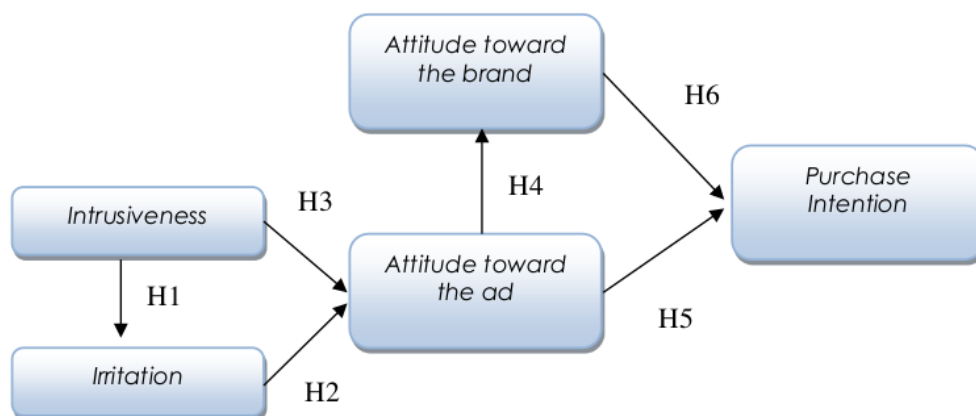 Attitude toward
the brand
H6
Purchase
Intention
H4
Intrusiveness
H3
Attitude toward
the ad
H1
H5
Irritation
H2